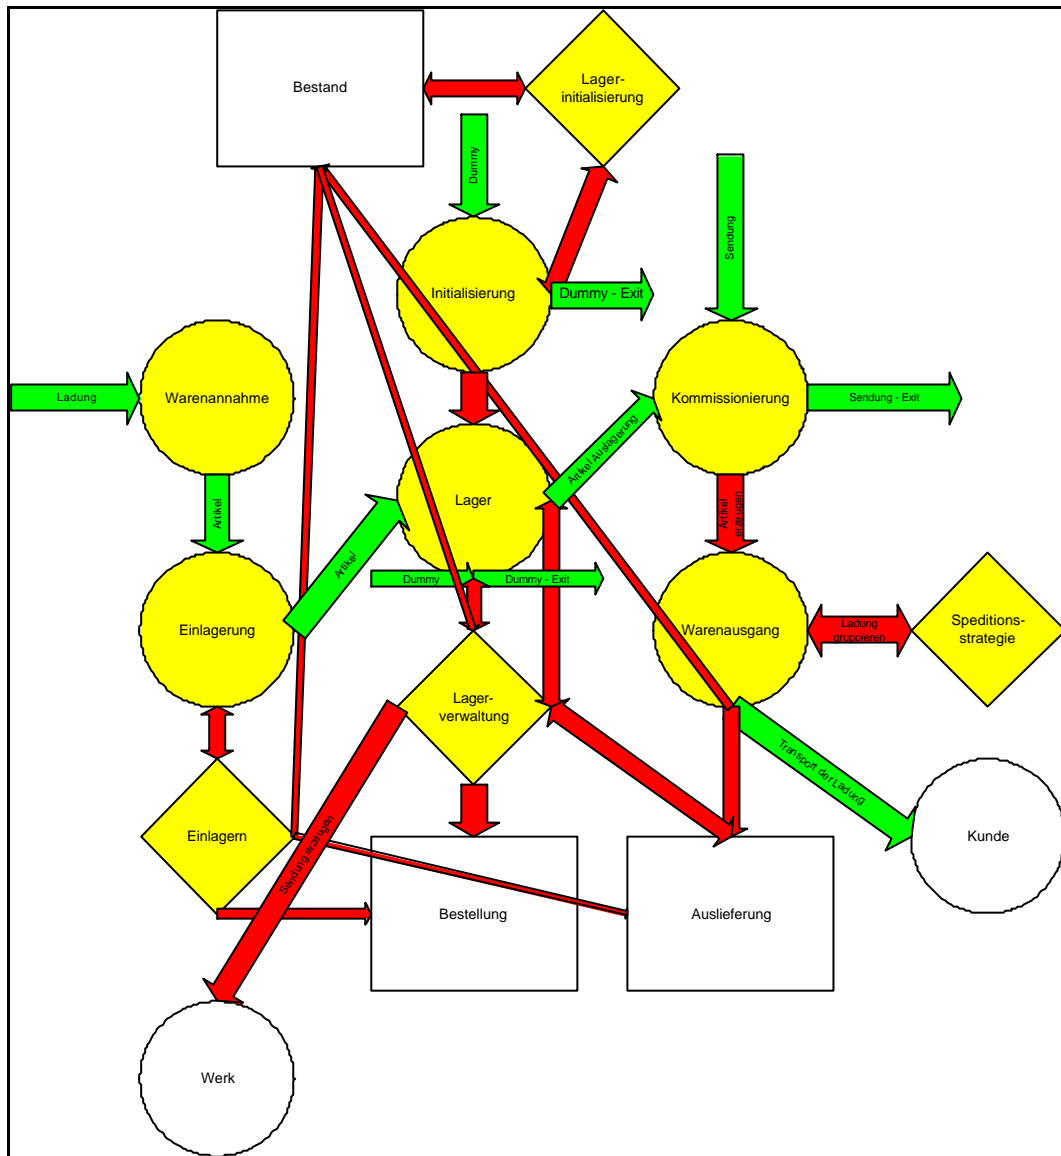 Bestand
Lager-
initialisierung
Dummy
Sendung
Initialisierung
Dummy - Exit
Ladung
Warenannahme
Kommissionierung
Sendung - Exit
Artikel Auslagerung
Artikel
Lager
Artikel
erzeugen
Artikel
Dummy
Dummy - Exit
Einlagerung
Warenausgang
Ladung
gruppieren
Speditions-
strategie
Lager-
verwaltung
Transport der Ladung
Einlagern
Sendung erzeugen
Kunde
Bestellung
Auslieferung
Werk